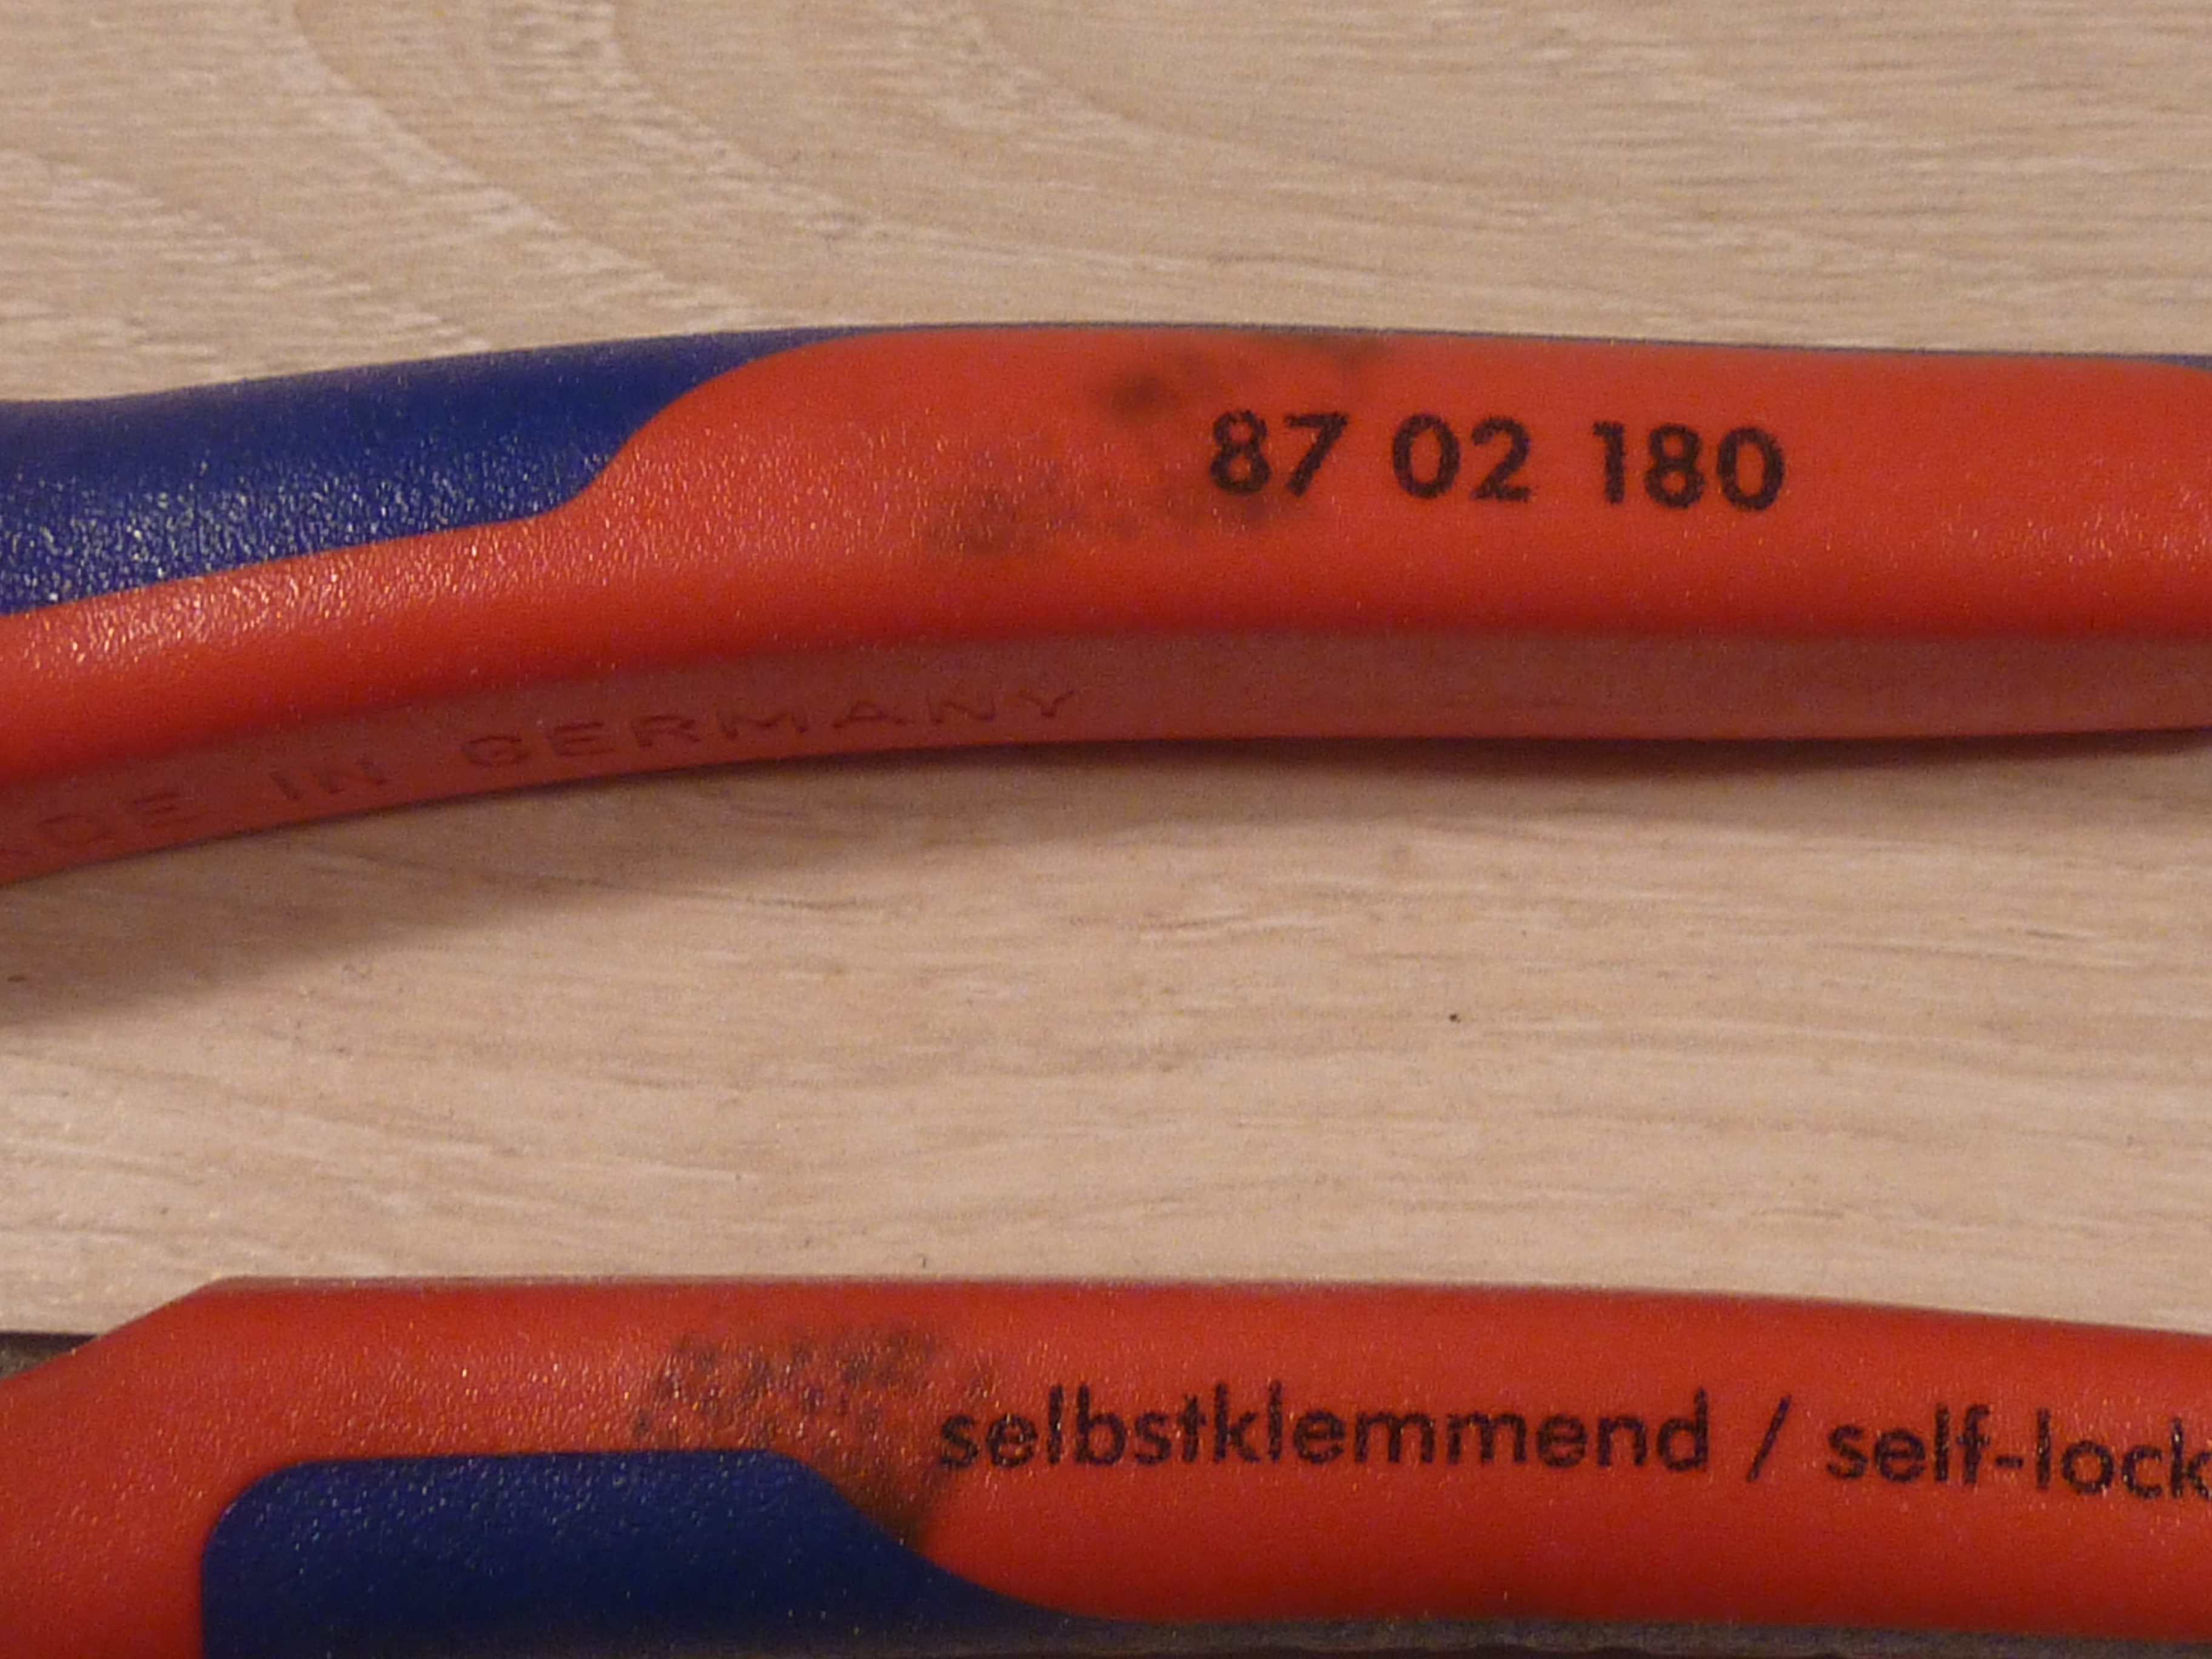 87 02 180
IN GERMANY
selbstklemmend / self-lock